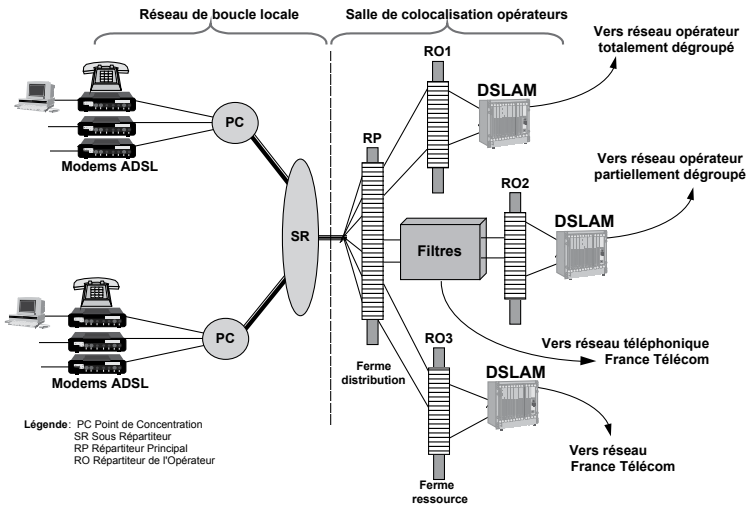 Réseau de boucle locale
Salle de colocalisation opérateurs
Vers réseau opérateur
totalement dégroupé
RO1
DSLAM
PC
Modems ADSL
RP
Vers réseau opérateur
partiellement dégroupé
RO2
DSLAM
SR
Filtres
PC
Modems ADSL
Vers réseau téléphonique
France Télécom
RO3
Ferme
distribution
DSLAM
Légende: PC Point de Concentration
SR Sous Répartiteur
RP Répartiteur Principal
RO Répartiteur de l'Opérateur
Vers réseau
France Télécom
Ferme
ressource